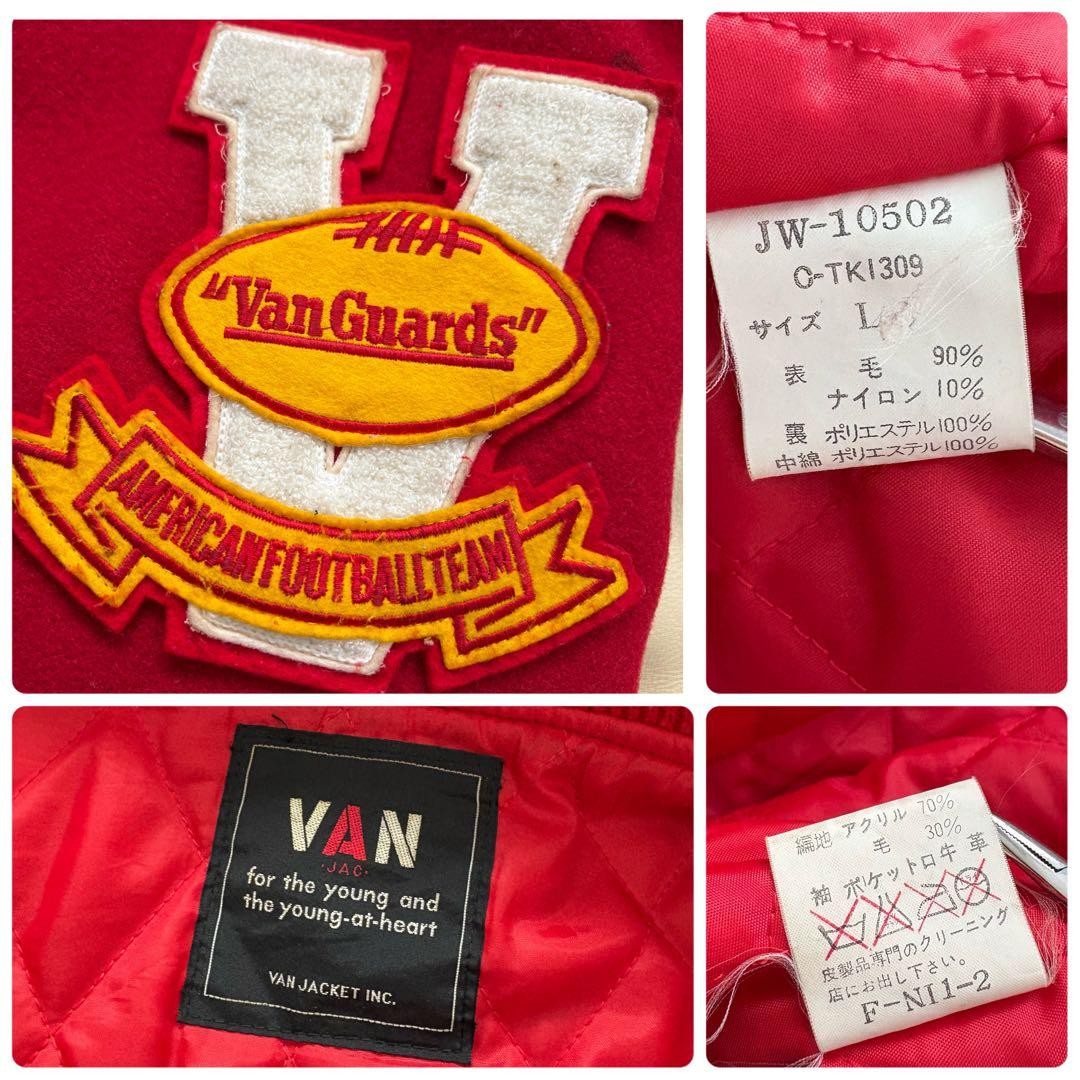 "VanGuards"
AMERICAN FOOTBALL TEAM
JW-10502
C-TK1309
サイズ L
表 毛 90%
ナイロン 10%
裏 ポリエステル100%
中綿 ポリエステル100%
VAN
·JAC·
for the young and
the young-at-heart
VAN JACKET INC.
編地 アクリル 70%
毛 30%
袖 ポケット口 牛革
皮製品専門のクリーニング
店にお出し下さい。
F-NI1-2